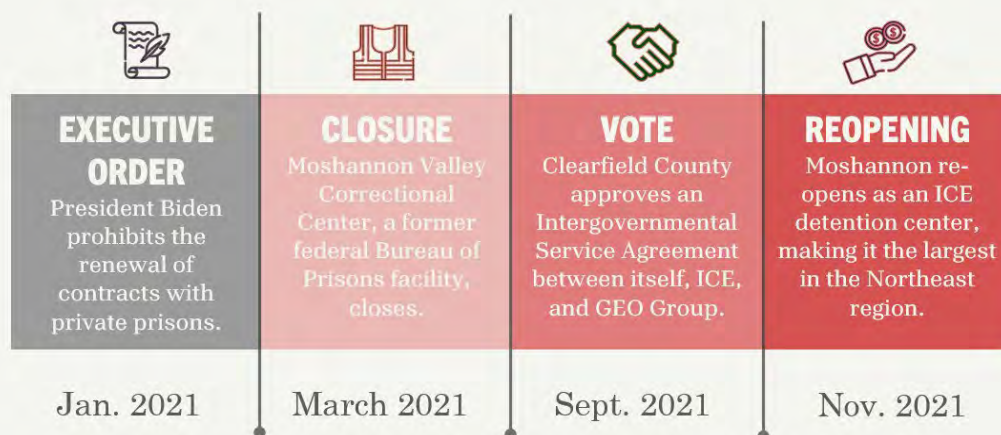 EXECUTIVE
ORDER
President Biden
prohibits the
renewal of
contracts with
private prisons.
Jan. 2021
CLOSURE
Moshannon Valley
Correctional
Center, a former
federal Bureau of
Prisons facility,
closes.
March 2021
VOTE
Clearfield County
approves an
Intergovernmental
Service Agreement
between itself, ICE,
and GEO Group.
Sept. 2021
REOPENING
Moshannon re-
opens as an ICE
detention center,
making it the largest
in the Northeast
region.
Nov. 2021